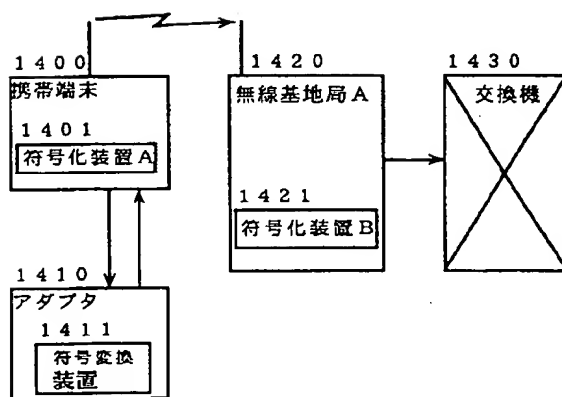 １４００
携帯端末
１４０１
符号化装置Ａ
１４２０
無線基地局Ａ
１４２１
符号化装置Ｂ
１４３０
交換機
１４１０
アダプタ
１４１１
符号変換
装置